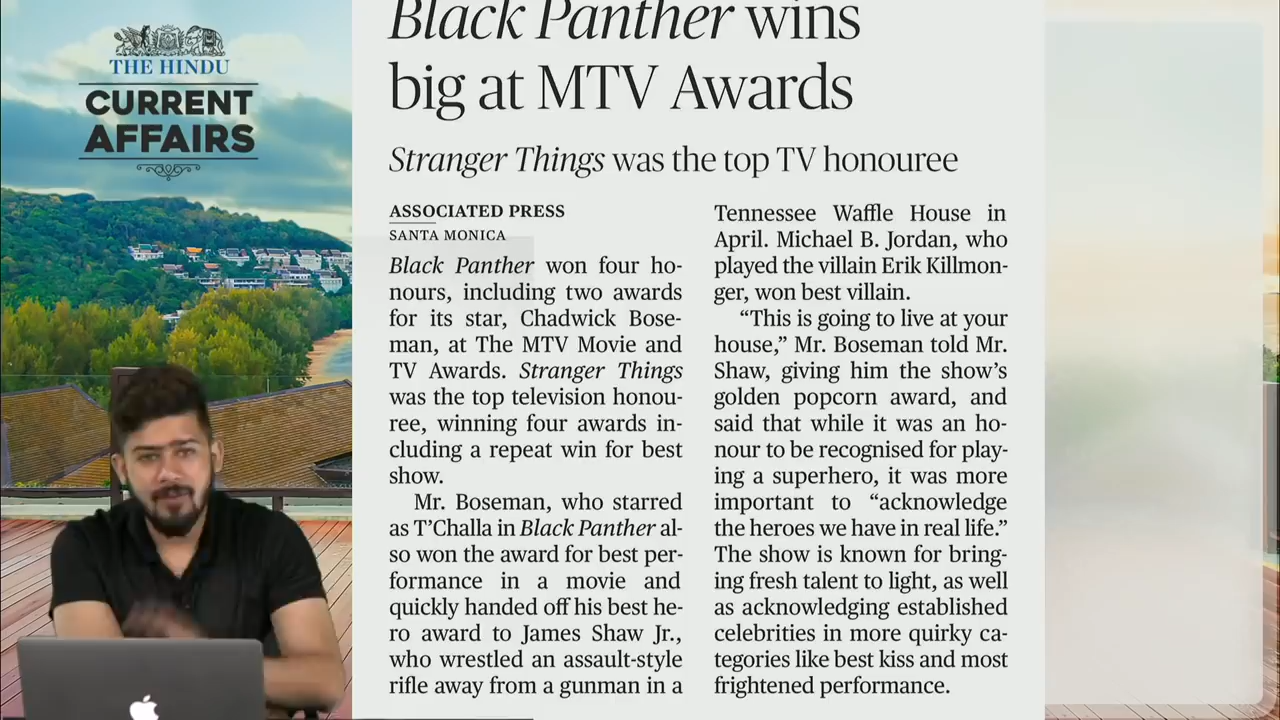 THE HINDU
CURRENT
AFFAIRS
Black Panther wins
big at MTV Awards
Stranger Things was the top TV honouree
ASSOCIATED PRESS
SANTA MONICA
Black Panther won four ho-
nours, including two awards
for its star, Chadwick Bose-
man, at The MTV Movie and
TV Awards. Stranger Things
was the top television honou-
ree, winning four awards in-
cluding a repeat win for best
show.
Mr. Boseman, who starred
as T’Challa in Black Panther al-
so won the award for best per-
formance in a movie and
quickly handed off his best he-
ro award to James Shaw Jr.,
who wrestled an assault-style
rifle away from a gunman in a
Tennessee Waffle House in
April. Michael B. Jordan, who
played the villain Erik Killmon-
ger, won best villain.
“This is going to live at your
house,” Mr. Boseman told Mr.
Shaw, giving him the show’s
golden popcorn award, and
said that while it was an ho-
nour to be recognised for play-
ing a superhero, it was more
important to “acknowledge
the heroes we have in real life.”
The show is known for bring-
ing fresh talent to light, as well
as acknowledging established
celebrities in more quirky ca-
tegories like best kiss and most
frightened performance.